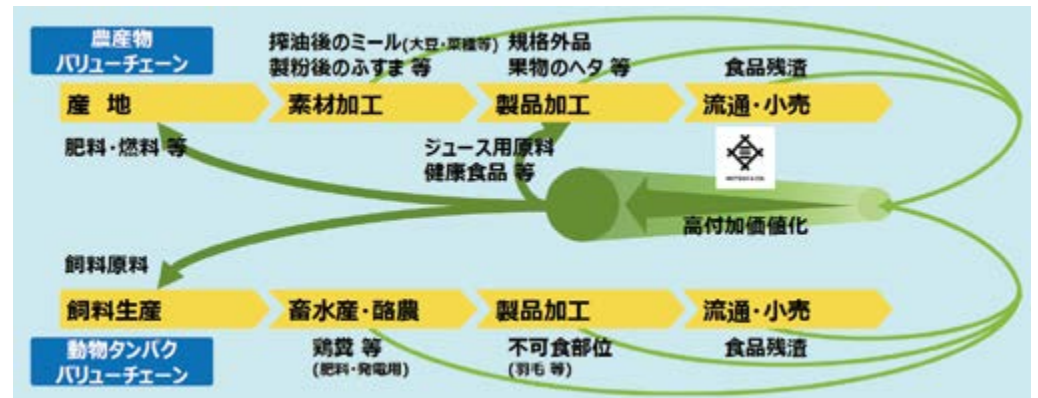 農産物
バリューチェーン
搾油後のミール(大豆・菜種等)
製粉後のふすま 等
規格外品
果物のヘタ 等
食品残渣
産 地
素材加工
製品加工
流通・小売
肥料・燃料 等
ジュース用原料
健康食品 等
高付加価値化
飼料原料
飼料生産
畜水産・酪農
製品加工
流通・小売
動物タンパク
バリューチェーン
鶏糞 等
(肥料・発電用)
不可食部位
(羽毛 等)
食品残渣